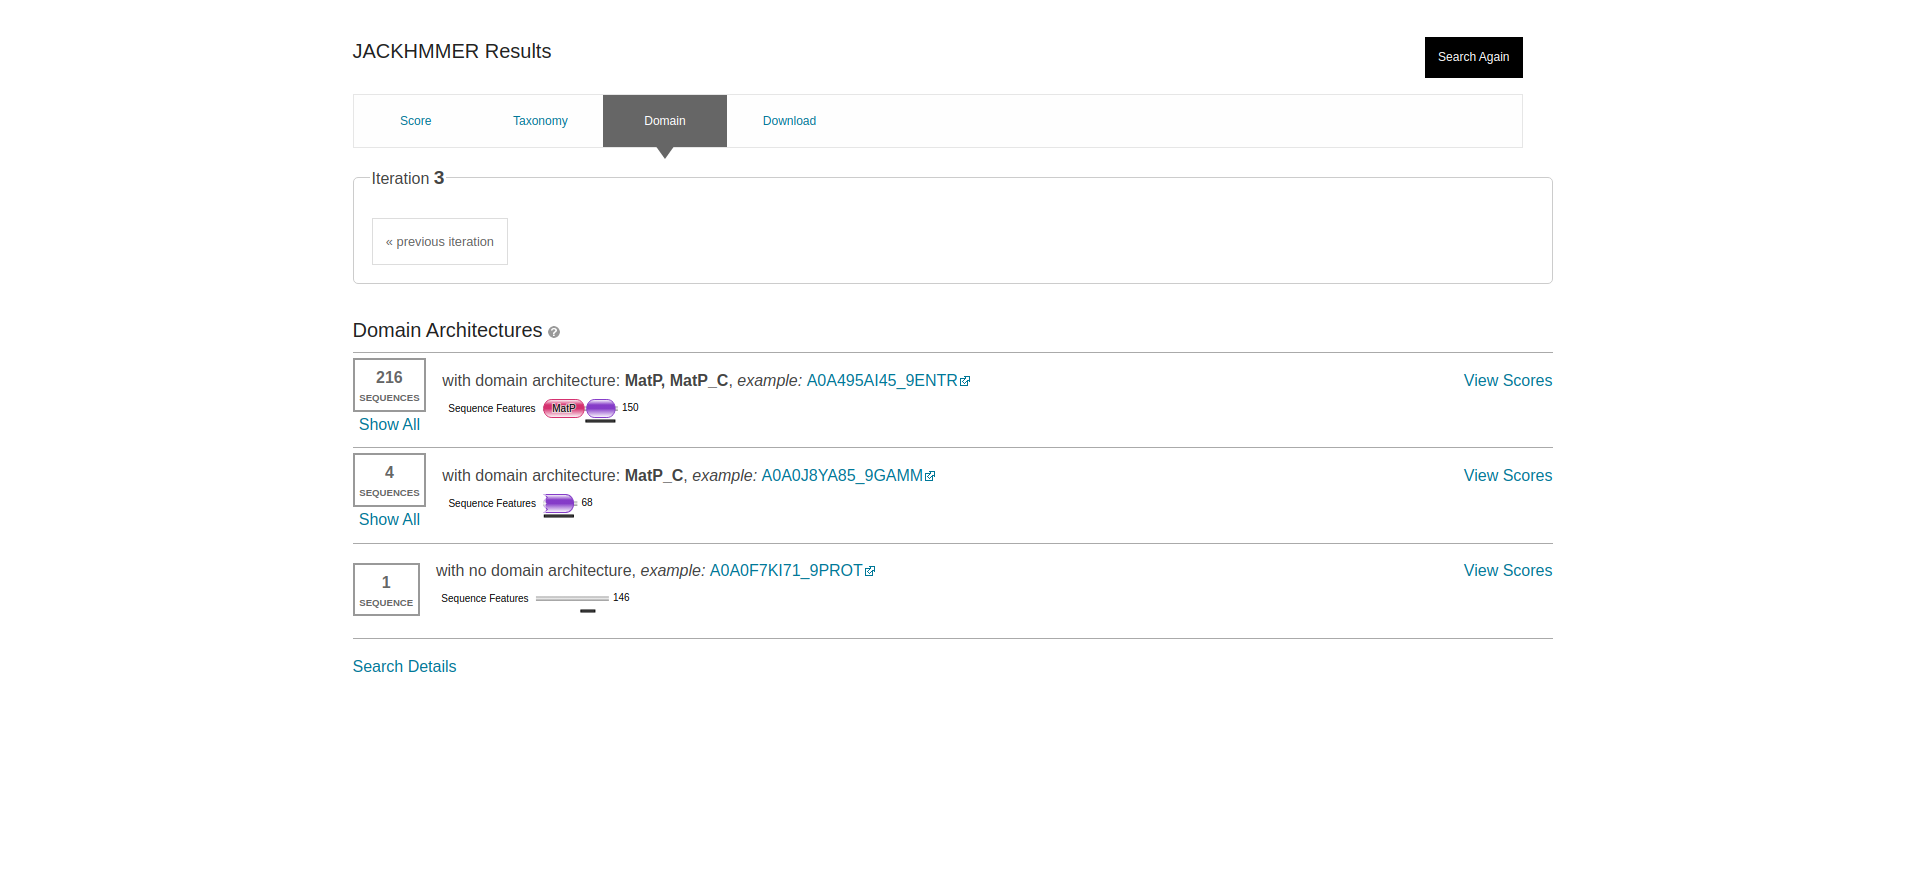 JACKHMMER Results
Search Again
Score Taxonomy Domain Download
Iteration 3
« previous iteration
Domain Architectures ?
216 SEQUENCES
with domain architecture: MatP, MatP_C, example: A0A495AI45_9ENTR
View Scores
Sequence Features MatP 150
Show All
4 SEQUENCES
with domain architecture: MatP_C, example: A0A0J8YA85_9GAMM
View Scores
Sequence Features 68
Show All
1 SEQUENCE
with no domain architecture, example: A0A0F7KI71_9PROT
View Scores
Sequence Features 146
Search Details